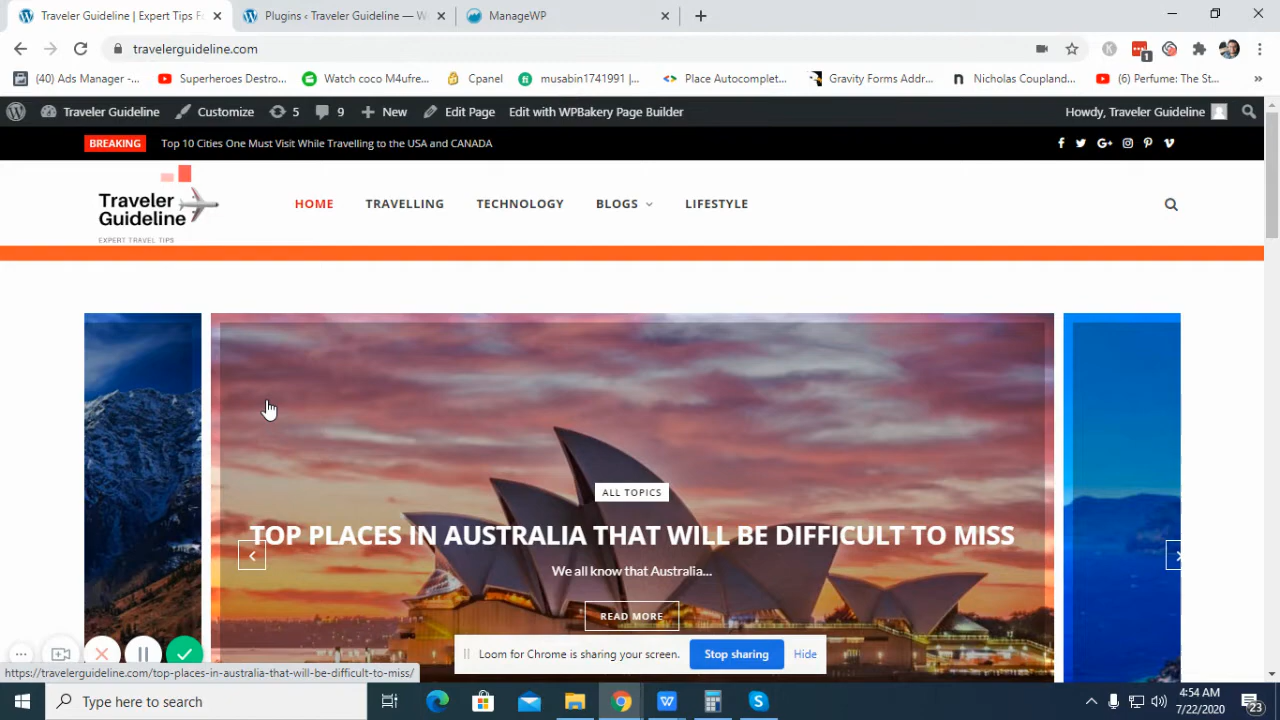 Traveler Guideline | Expert Tips F
Plugins ‹ Traveler Guideline — W
ManageWP
travelerguideline.com
1
(40) Ads Manager -...
Superheroes Destro...
Watch coco M4ufre...
Cpanel
musabin1741991 |...
Place Autocomplet...
Gravity Forms Addr...
Nicholas Coupland...
(6) Perfume: The St...
»
Traveler Guideline
Customize
5
9
New
Edit Page
Edit with WPBakery Page Builder
Howdy, Traveler Guideline
BREAKING
Top 10 Cities One Must Visit While Travelling to the USA and CANADA
Traveler
Guideline
EXPERT TRAVEL TIPS
HOME
TRAVELLING
TECHNOLOGY
BLOGS
LIFESTYLE
ALL TOPICS
TOP PLACES IN AUSTRALIA THAT WILL BE DIFFICULT TO MISS
We all know that Australia...
READ MORE
Loom for Chrome is sharing your screen.
Stop sharing
Hide
https://travelerguideline.com/top-places-in-australia-that-will-be-difficult-to-miss/
Type here to search
4:54 AM
7/22/2020
23